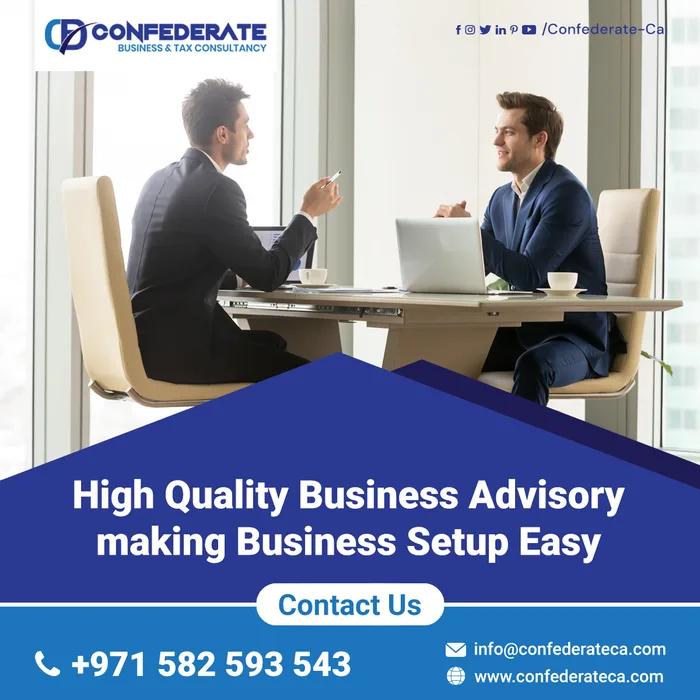 CONFEDERATE
BUSINESS & TAX CONSULTANCY
/Confederate-Ca
High Quality Business Advisory
making Business Setup Easy
Contact Us
+971 582 593 543
info@confederateca.com
www.confederateca.com